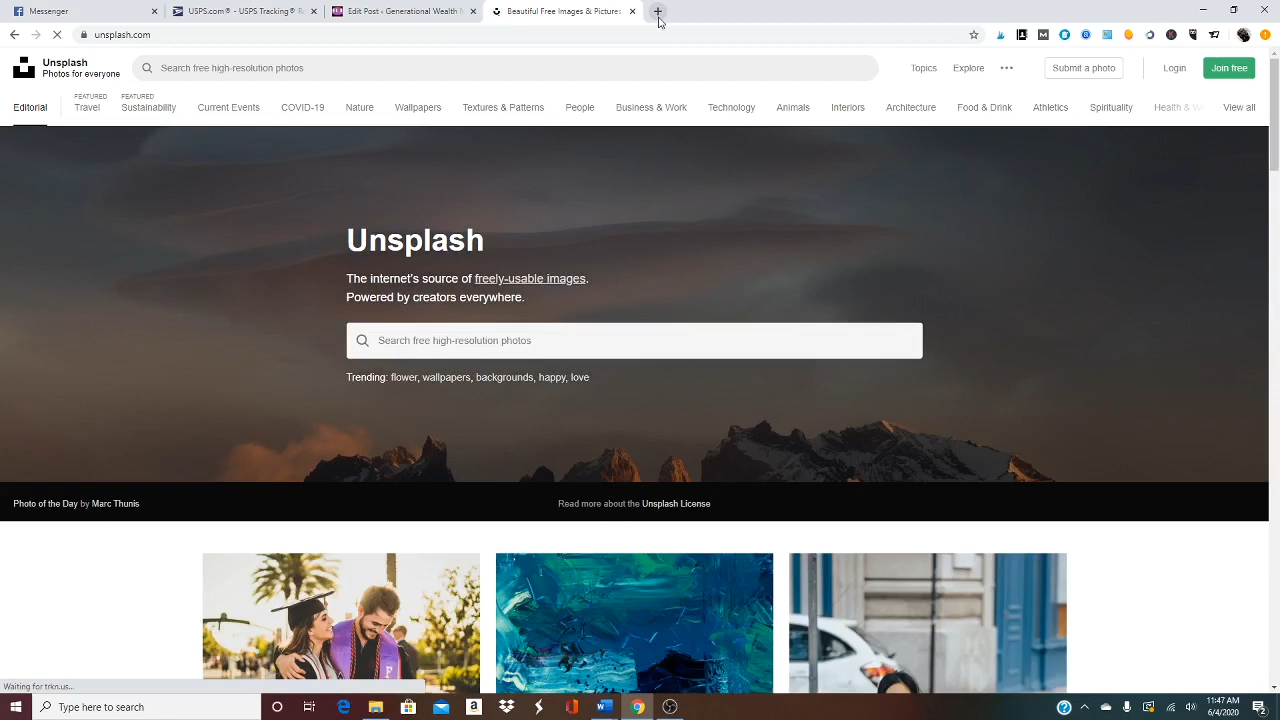 Messenger
USPS.com® - USPS Tracking® R
Edit Post ‹ Generational Wealth N
Beautiful Free Images & Pictures
unsplash.com
Unsplash
Photos for everyone
Search free high-resolution photos
Topics
Explore
Submit a photo
Login
Join free
Editorial
FEATURED
Travel
FEATURED
Sustainability
Current Events
COVID-19
Nature
Wallpapers
Textures & Patterns
People
Business & Work
Technology
Animals
Interiors
Architecture
Food & Drink
Athletics
Spirituality
Health & W
View all
Unsplash
The internet's source of freely-usable images.
Powered by creators everywhere.
Search free high-resolution photos
Trending: flower, wallpapers, backgrounds, happy, love
Photo of the Day by Marc Thunis
Read more about the Unsplash License
Waiting for trkn.us...
Type here to search
11:47 AM
6/4/2020